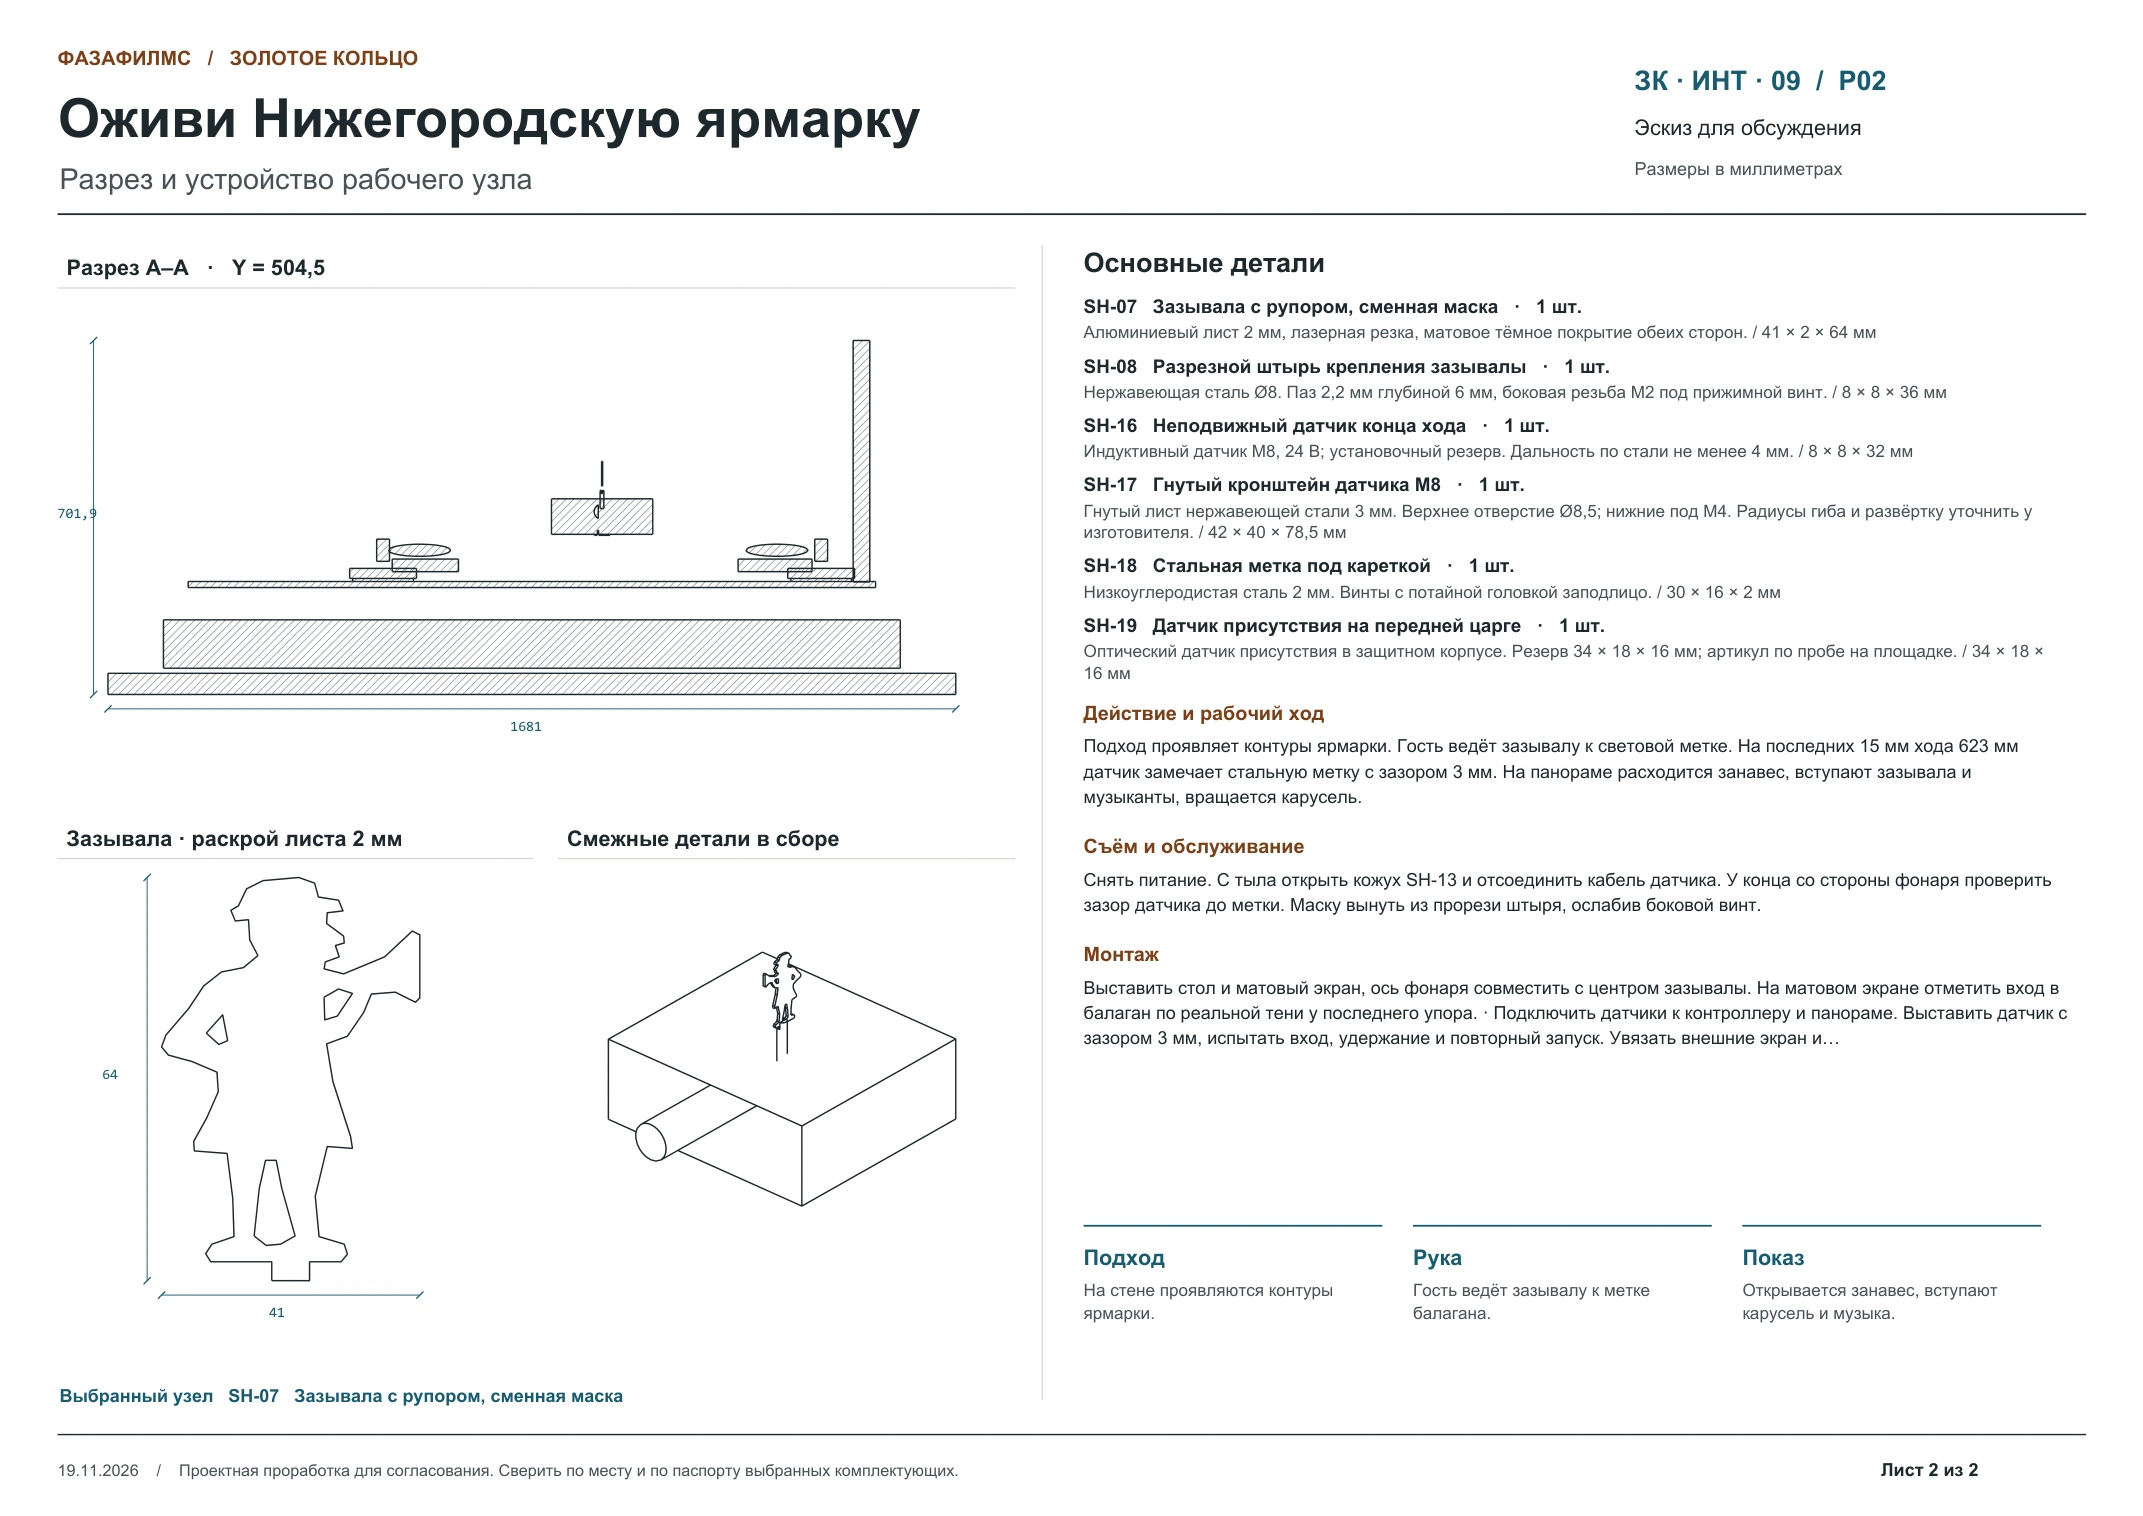 ФАЗАФИЛМС / ЗОЛОТОЕ КОЛЬЦО
Оживи Нижегородскую ярмарку
Разрез и устройство рабочего узла
ЗК · ИНТ · 09 / Р02
Эскиз для обсуждения
Размеры в миллиметрах
Разрез А–А · Y = 504,5
701,9
1681
Зазывала · раскрой листа 2 мм
64
41
Смежные детали в сборе
Выбранный узел SH-07 Зазывала с рупором, сменная маска
Основные детали
SH-07 Зазывала с рупором, сменная маска · 1 шт.
Алюминиевый лист 2 мм, лазерная резка, матовое тёмное покрытие обеих сторон. / 41 × 2 × 64 мм
SH-08 Разрезной штырь крепления зазывалы · 1 шт.
Нержавеющая сталь Ø8. Паз 2,2 мм глубиной 6 мм, боковая резьба М2 под прижимной винт. / 8 × 8 × 36 мм
SH-16 Неподвижный датчик конца хода · 1 шт.
Индуктивный датчик М8, 24 В; установочный резерв. Дальность по стали не менее 4 мм. / 8 × 8 × 32 мм
SH-17 Гнутый кронштейн датчика М8 · 1 шт.
Гнутый лист нержавеющей стали 3 мм. Верхнее отверстие Ø8,5; нижние под М4. Радиусы гиба и развёртку уточнить у
изготовителя. / 42 × 40 × 78,5 мм
SH-18 Стальная метка под кареткой · 1 шт.
Низкоуглеродистая сталь 2 мм. Винты с потайной головкой заподлицо. / 30 × 16 × 2 мм
SH-19 Датчик присутствия на передней царге · 1 шт.
Оптический датчик присутствия в защитном корпусе. Резерв 34 × 18 × 16 мм; артикул по пробе на площадке. / 34 × 18 ×
16 мм
Действие и рабочий ход
Подход проявляет контуры ярмарки. Гость ведёт зазывалу к световой метке. На последних 15 мм хода 623 мм
датчик замечает стальную метку с зазором 3 мм. На панораме расходится занавес, вступают зазывала и
музыканты, вращается карусель.
Съём и обслуживание
Снять питание. С тыла открыть кожух SH-13 и отсоединить кабель датчика. У конца со стороны фонаря проверить
зазор датчика до метки. Маску вынуть из прорези штыря, ослабив боковой винт.
Монтаж
Выставить стол и матовый экран, ось фонаря совместить с центром зазывалы. На матовом экране отметить вход в
балаган по реальной тени у последнего упора. · Подключить датчики к контроллеру и панораме. Выставить датчик с
зазором 3 мм, испытать вход, удержание и повторный запуск. Увязать внешние экран и…
Подход
На стене проявляются контуры
ярмарки.
Рука
Гость ведёт зазывалу к метке
балагана.
Показ
Открывается занавес, вступают
карусель и музыка.
19.11.2026 / Проектная проработка для согласования. Сверить по месту и по паспорту выбранных комплектующих.
Лист 2 из 2